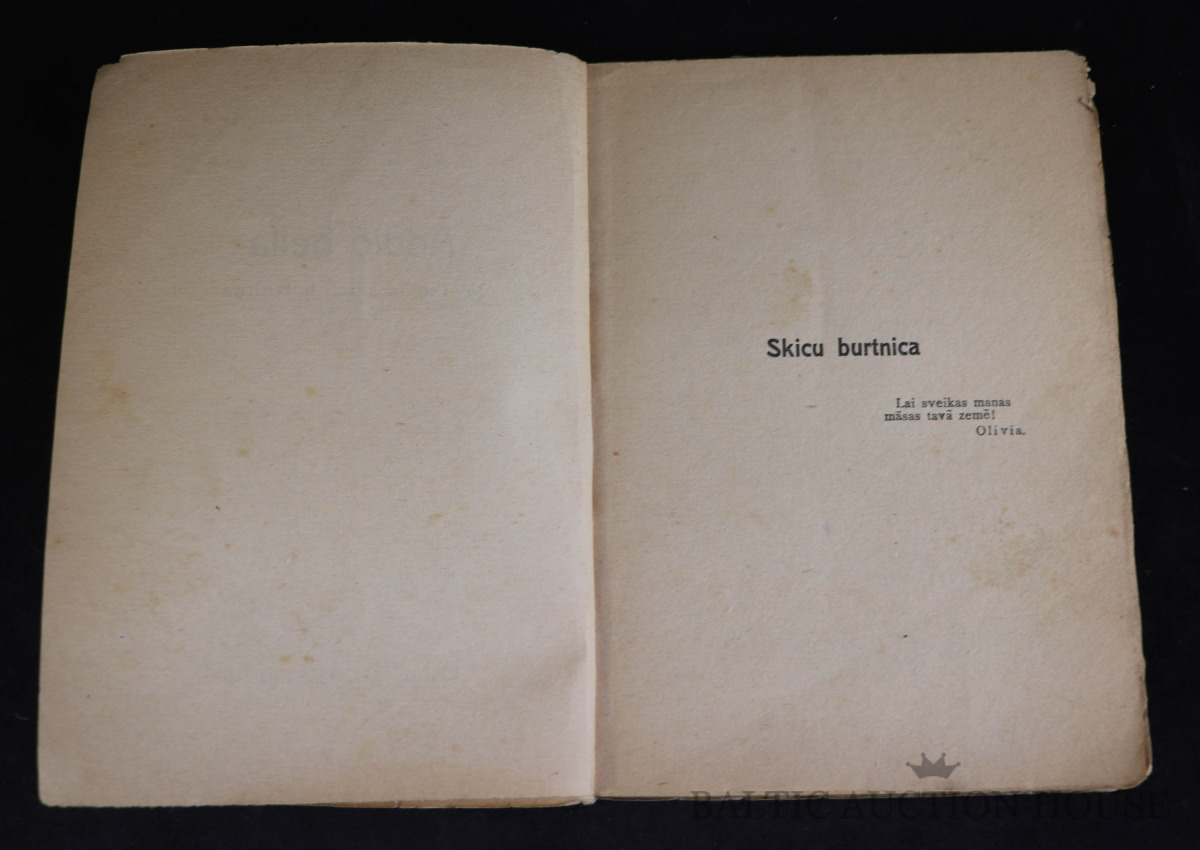 Skicu burtnica
Lai sveikas manas
māsas tavā zemē!
Olivia.
BALTIC AUCTION HOUSE